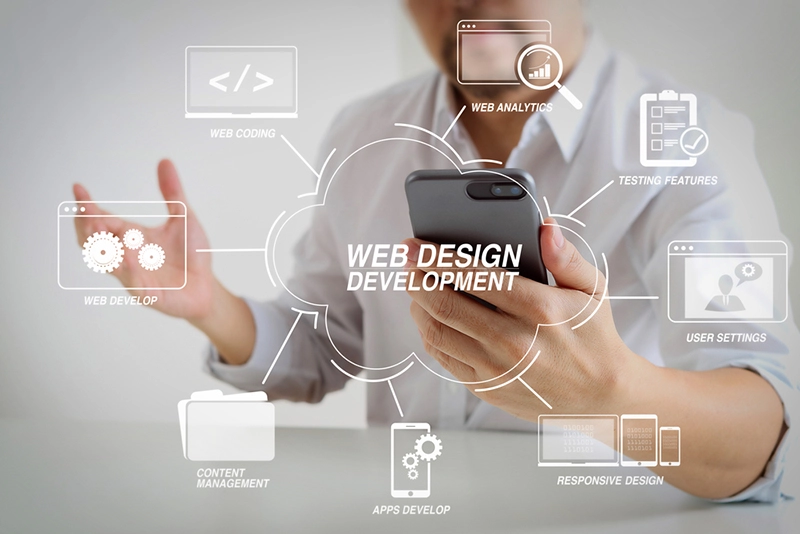 WEB CODING
WEB ANALYTICS
TESTING FEATURES
WEB DESIGN
DEVELOPMENT
WEB DEVELOP
USER SETTINGS
CONTENT
MANAGEMENT
APPS DEVELOP
RESPONSIVE DESIGN